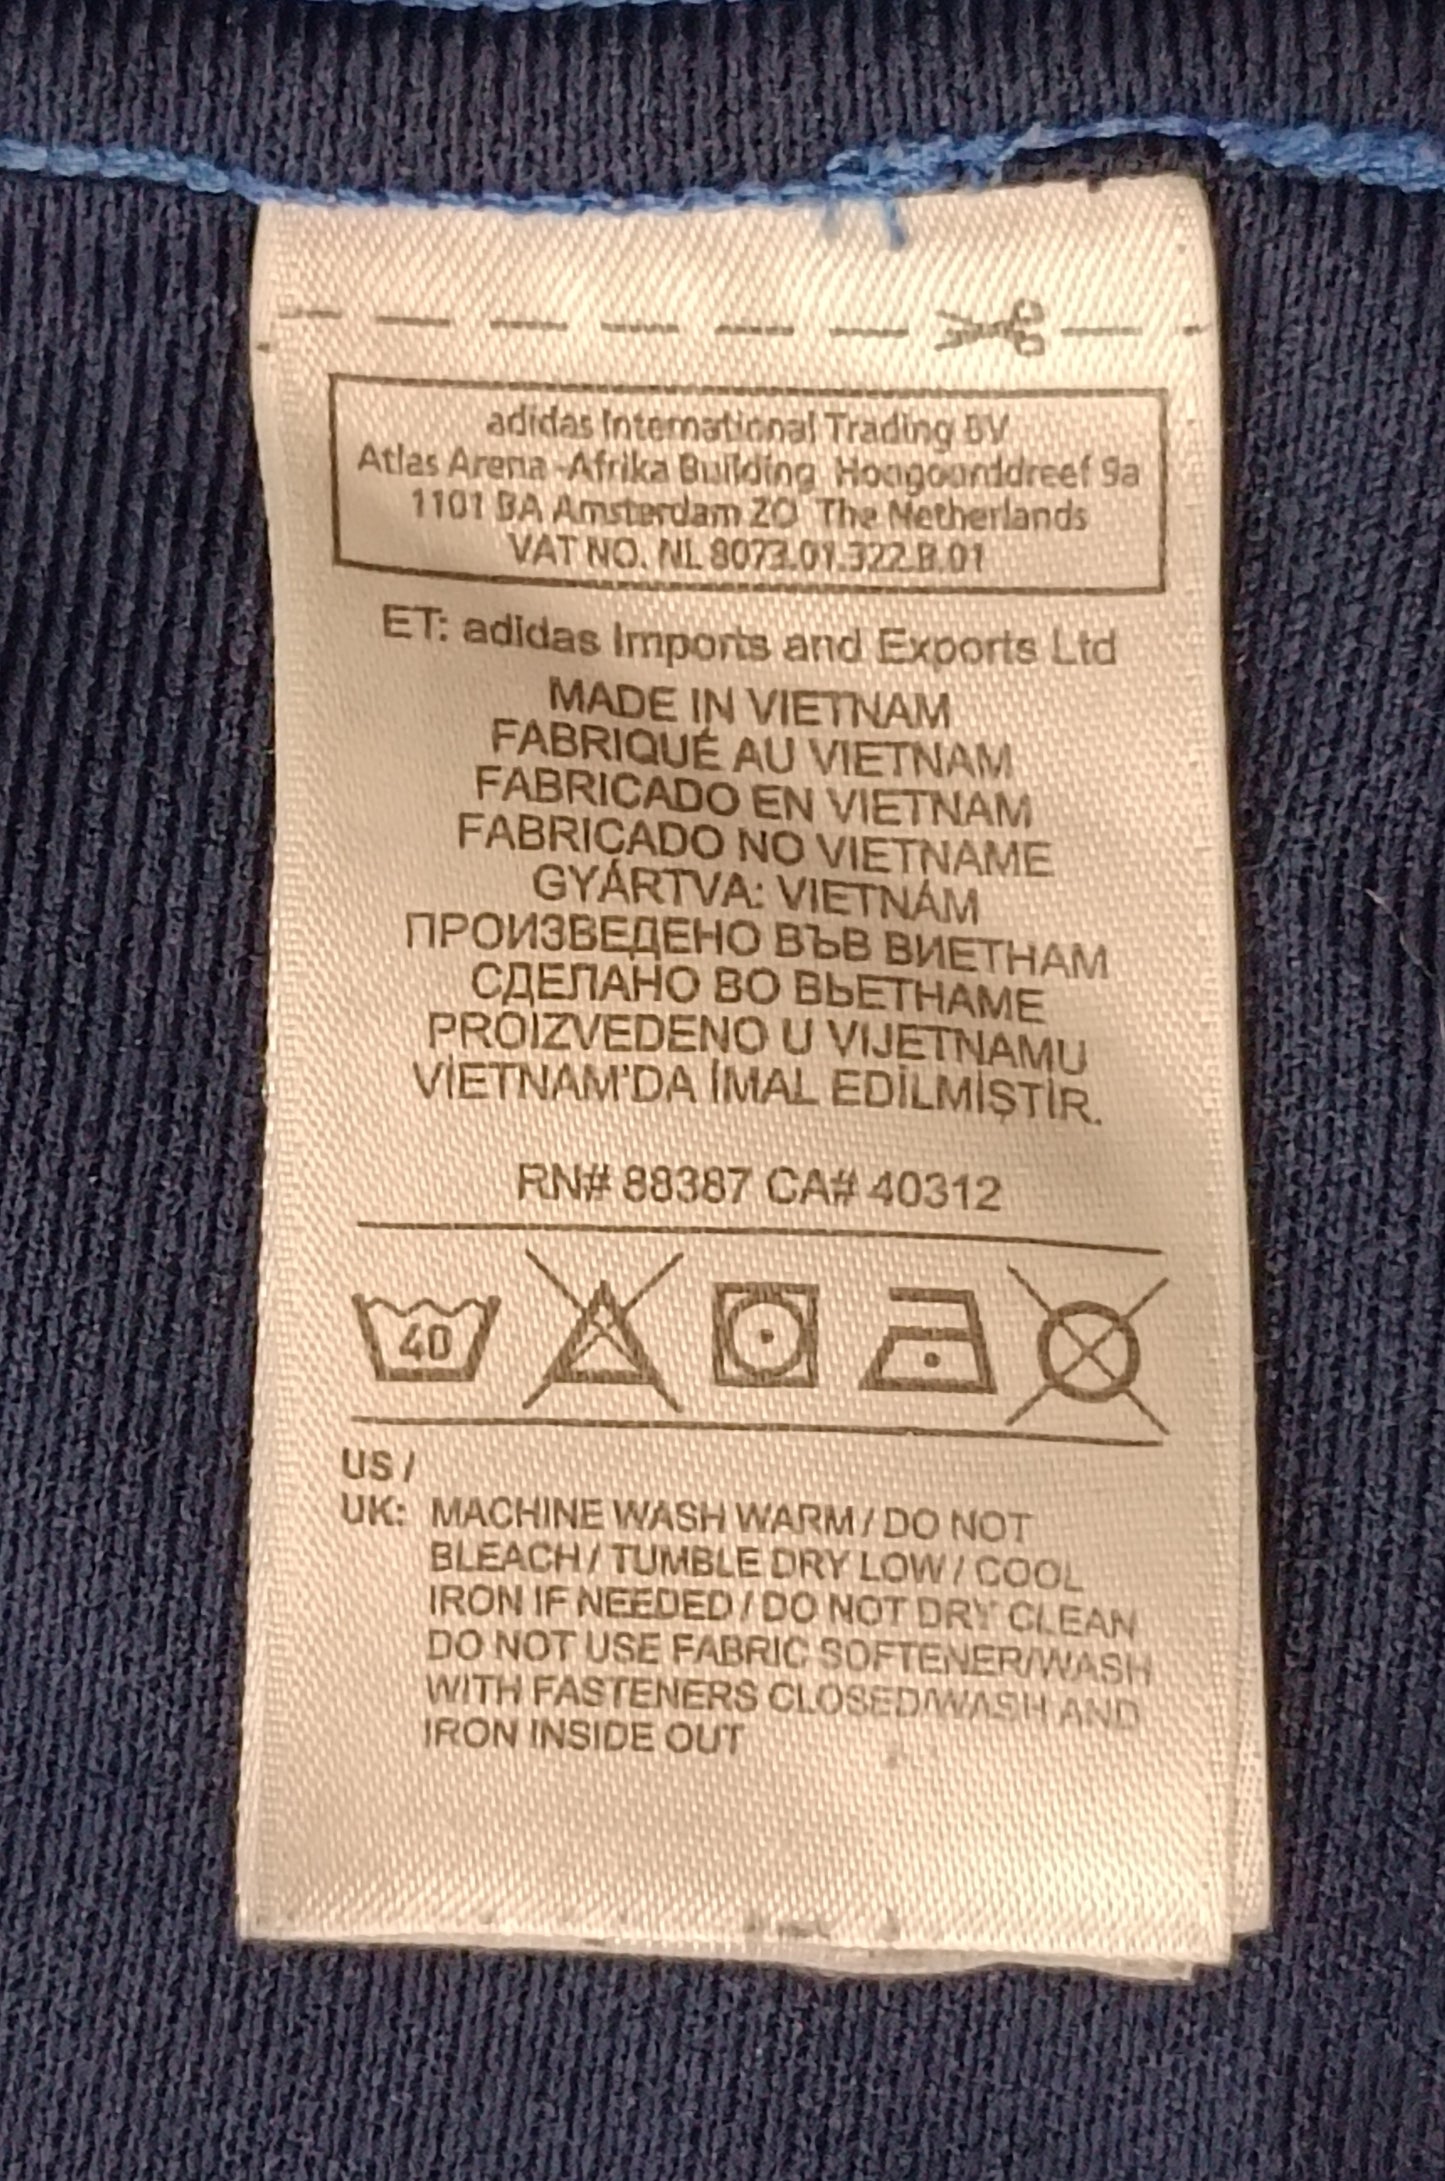 adidas International Trading BV
Atlas Arena -Afrika Building Hoogoorddreef 9a
1101 BA Amsterdam ZO The Netherlands
VAT NO. NL 8073.01.322.B.01
ET: adidas Imports and Exports Ltd
MADE IN VIETNAM
FABRIQUÉ AU VIETNAM
FABRICADO EN VIETNAM
FABRICADO NO VIETNAME
GYÁRTVA: VIETNÁM
ПРОИЗВЕДЕНО ВЪВ ВИЕТНАМ
СДЕЛАНО ВО ВЬЕТНАМЕ
PROIZVEDENO U VIJETNAMU
VİETNAM'DA İMAL EDİLMİŞTİR.
RN# 88387 CA# 40312
40
US /
UK: MACHINE WASH WARM / DO NOT
BLEACH / TUMBLE DRY LOW / COOL
IRON IF NEEDED / DO NOT DRY CLEAN
DO NOT USE FABRIC SOFTENER/WASH
WITH FASTENERS CLOSED/WASH AND
IRON INSIDE OUT